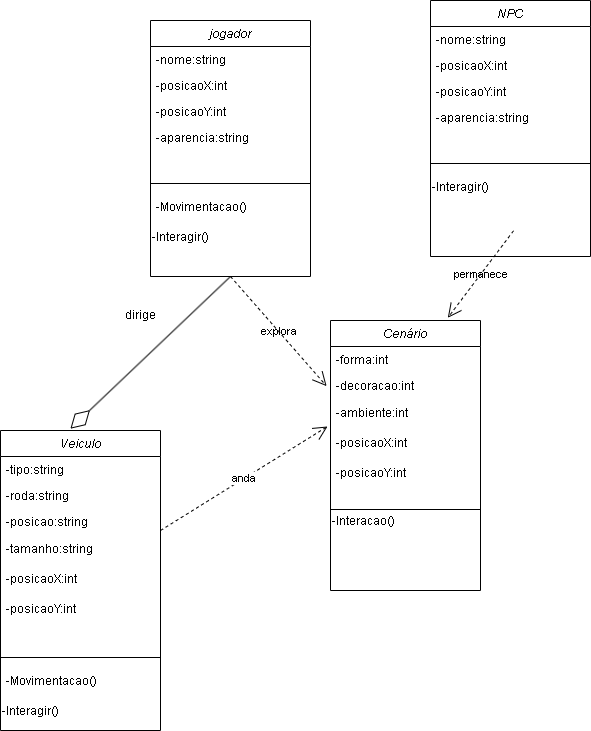 jogador
-nome:string
-posicaoX:int
-posicaoY:int
-aparencia:string
-Movimentacao()
-Interagir()
NPC
-nome:string
-posicaoX:int
-posicaoY:int
-aparencia:string
-Interagir()
permanece
dirige
explora
Cenário
-forma:int
-decoracao:int
-ambiente:int
-posicaoX:int
-posicaoY:int
-Interacao()
anda
Veiculo
-tipo:string
-roda:string
-posicao:string
-tamanho:string
-posicaoX:int
-posicaoY:int
-Movimentacao()
-Interagir()